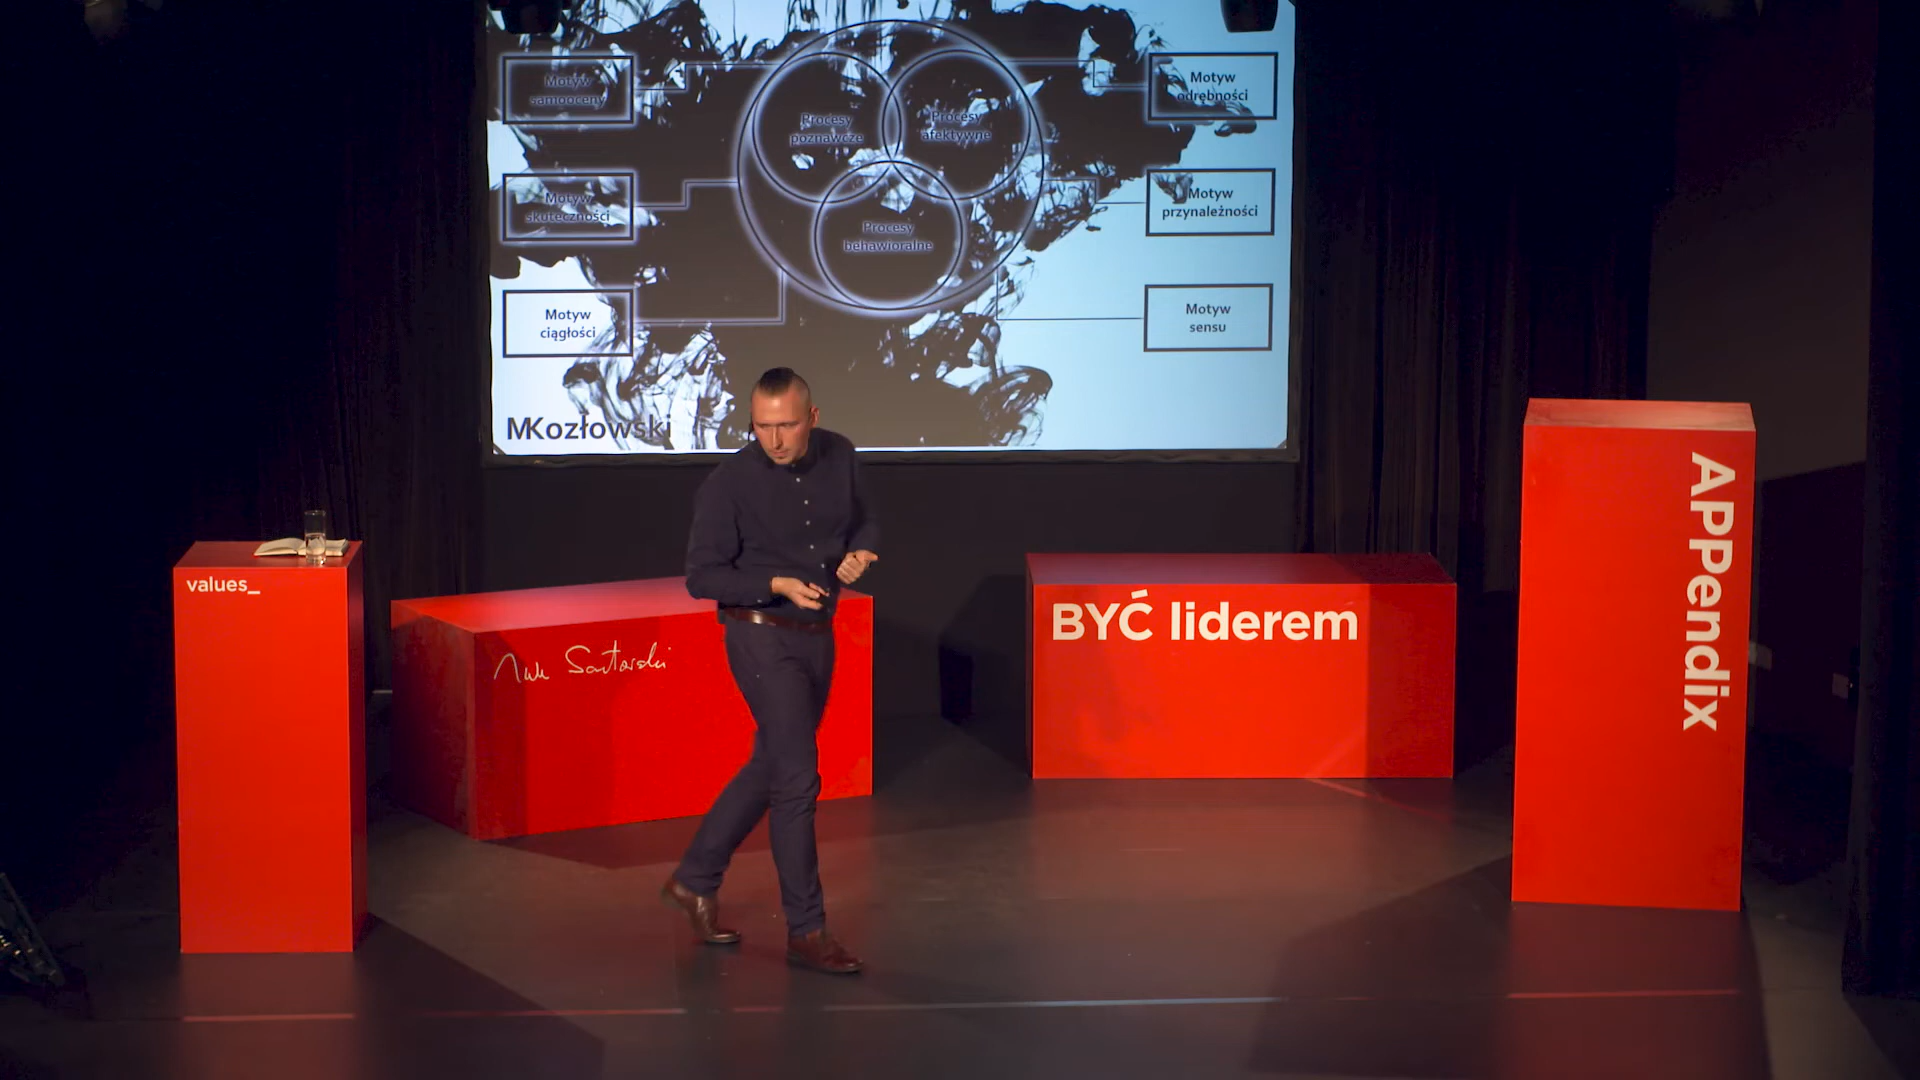 Motyw
samooceny
Procesy
poznawcze
Procesy
afektywne
Motyw
odrębności
Motyw
skuteczności
Procesy
behawioralne
Motyw
przynależności
Motyw
ciągłości
Motyw
sensu
MKozłowski
values_
BYĆ liderem
APPendix